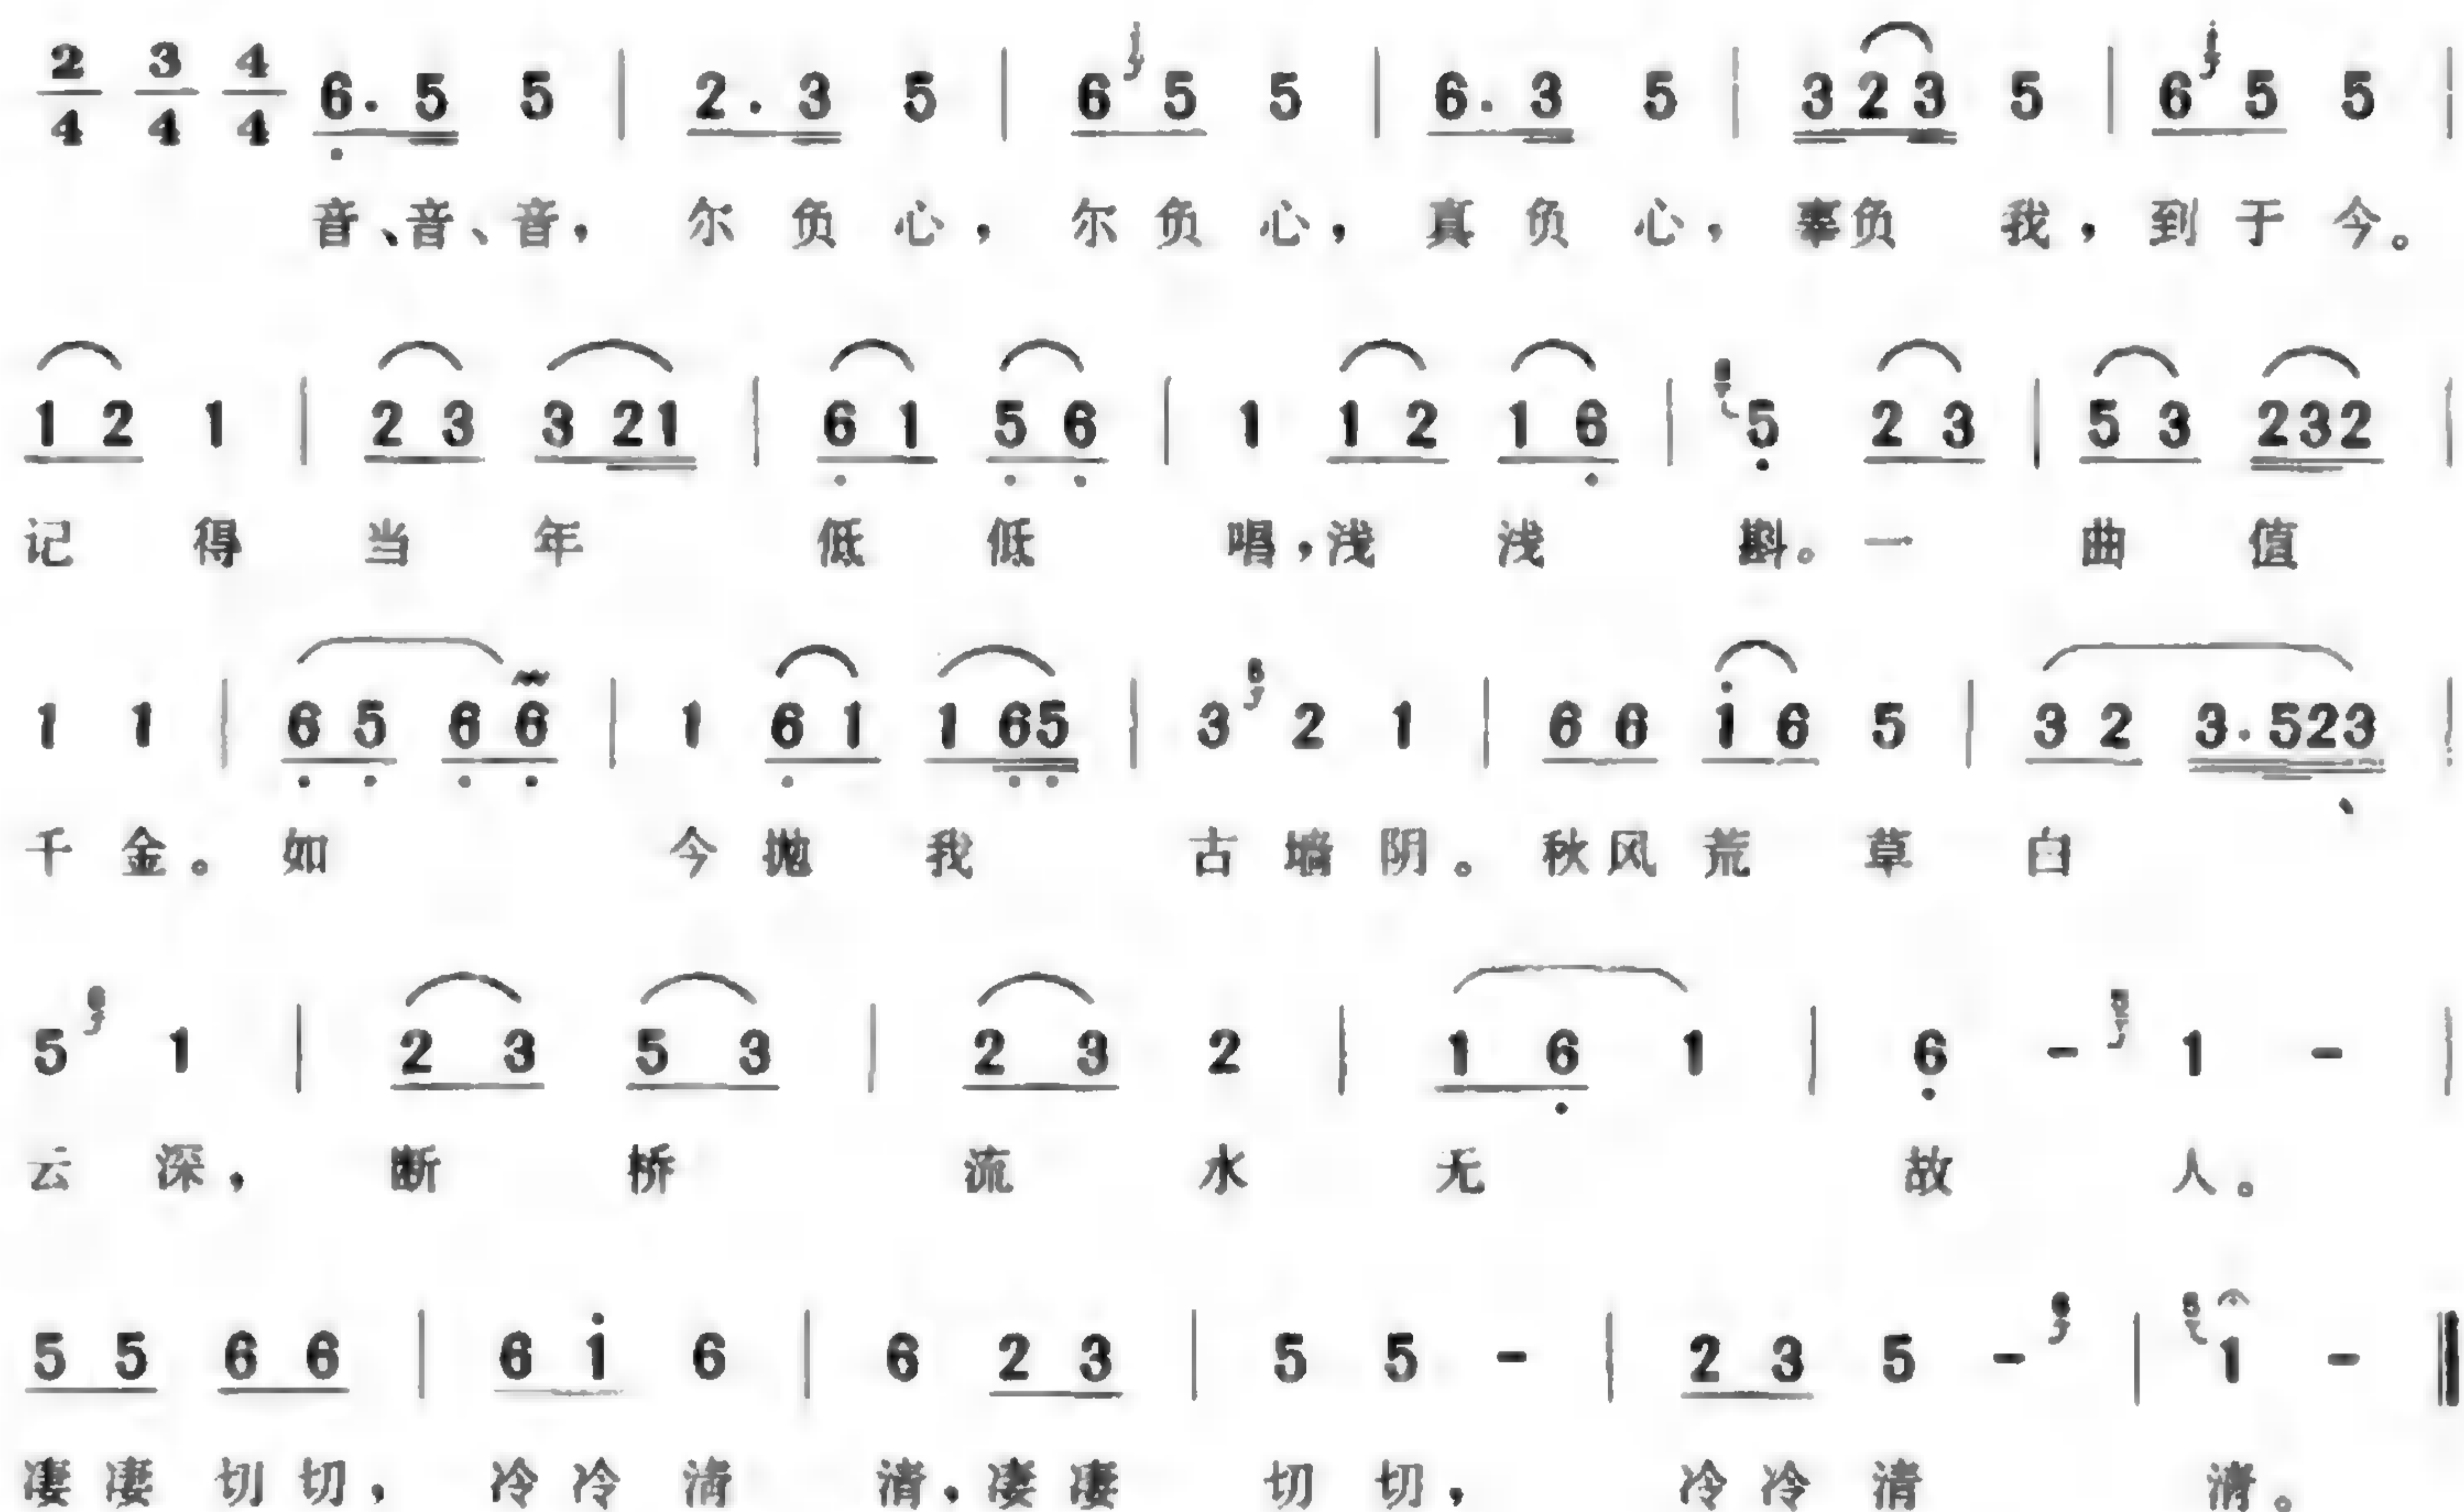 2/4 3/4 4/4 6. 5 5 | 2. 3 5 | 6 5 5 | 6. 3 5 | 3 2 3 5 | 6 5 5 |
音、音、音，尔负心，尔负心，真负心，辜负我，到于今。
1 2 1 | 2 3 3 21 | 6 1 5 6 | 1 1 2 1 6 | 5 2 3 | 5 3 232 |
记得当年低低唱，浅浅斟。一曲值
1 1 | 6 5 6 6 | 1 6 1 1 65 | 3 2 1 | 6 6 i 6 5 | 3 2 3.523 |
千金。如今抛我古墙阴。秋风荒草白
5 1 | 2 3 5 3 | 2 3 2 | 1 6 1 | 6 - 1 - |
云深，断桥流水无故人。
5 5 6 6 | 6 i 6 | 6 2 3 | 5 5 - | 2 3 5 - | 1 - ‖
凄凄切切，冷冷清清，凄凄切切，冷冷清清。